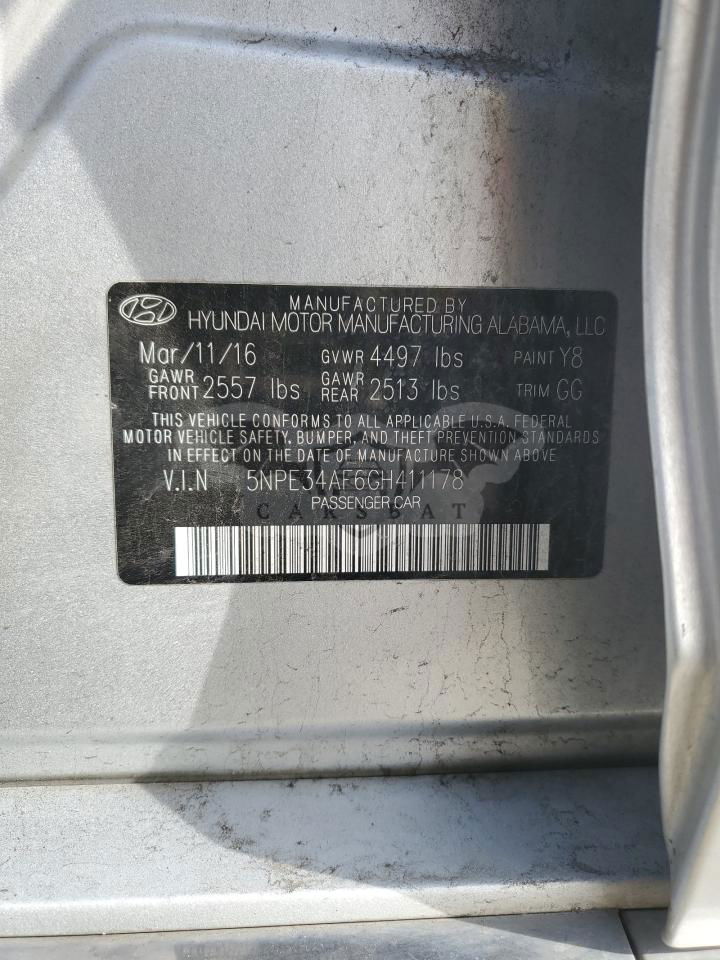 MANUFACTURED BY
HYUNDAI MOTOR MANUFACTURING ALABAMA, LLC
Mar/11/16 GVWR 4497 lbs PAINT Y8
GAWR FRONT 2557 lbs GAWR REAR 2513 lbs TRIM GG
THIS VEHICLE CONFORMS TO ALL APPLICABLE U.S.A. FEDERAL
MOTOR VEHICLE SAFETY, BUMPER, AND THEFT PREVENTION STANDARDS
IN EFFECT ON THE DATE OF MANUFACTURE SHOWN ABOVE.
V.I.N 5NPE34AF6GH411178
PASSENGER CAR
CARSBAT